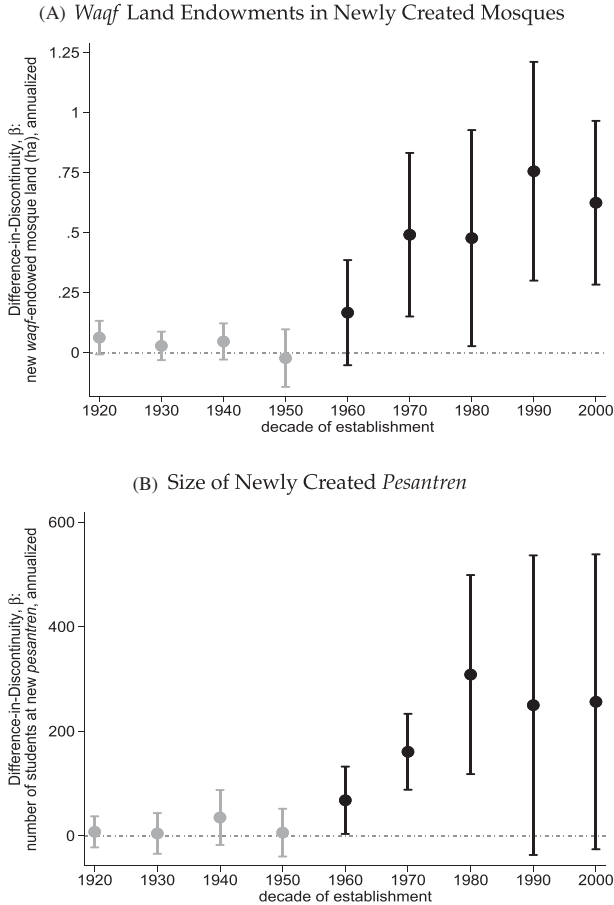 (A) Waqf Land Endowments in Newly Created Mosques
Difference-in-Discontinuity, β:
new waqf-endowed mosque land (ha), annualized
1.25
1
.75
.5
.25
0
1920 1930 1940 1950 1960 1970 1980 1990 2000
decade of establishment
(B) Size of Newly Created Pesantren
Difference-in-Discontinuity, β:
number of students at new pesantren, annualized
600
400
200
0
1920 1930 1940 1950 1960 1970 1980 1990 2000
decade of establishment